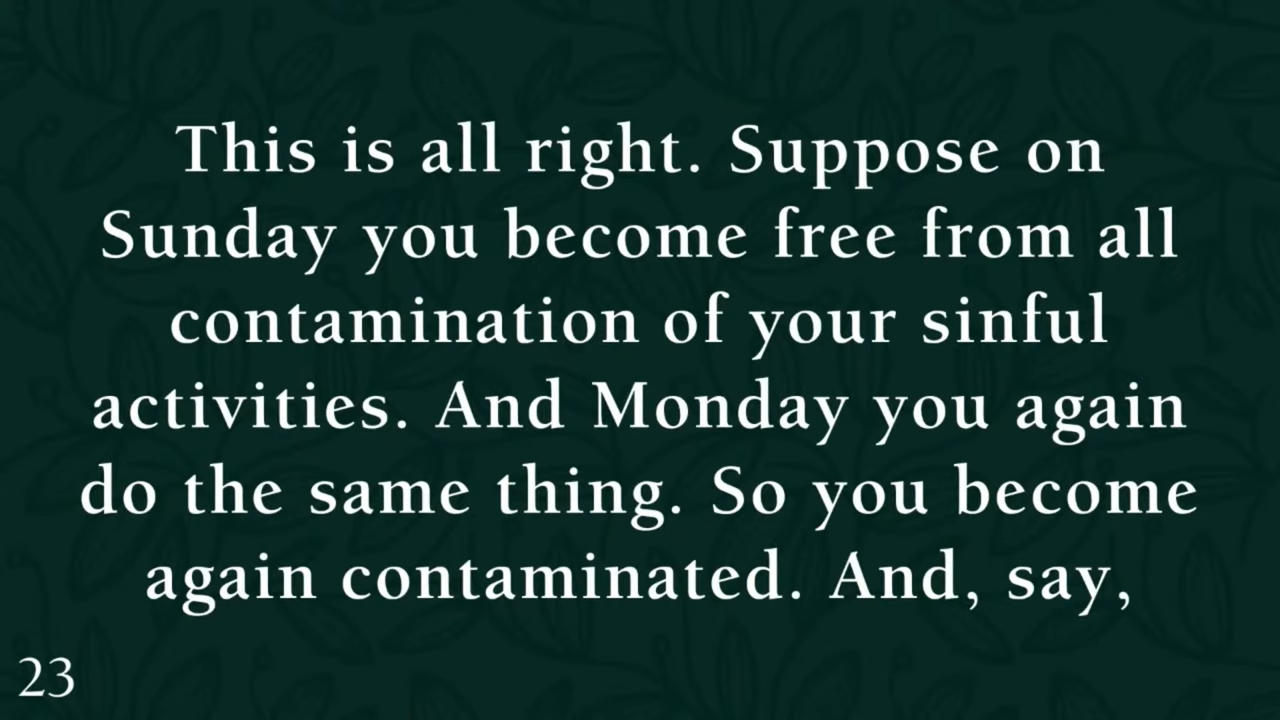 This is all right. Suppose on
Sunday you become free from all
contamination of your sinful
activities. And Monday you again
do the same thing. So you become
again contaminated. And, say,
23